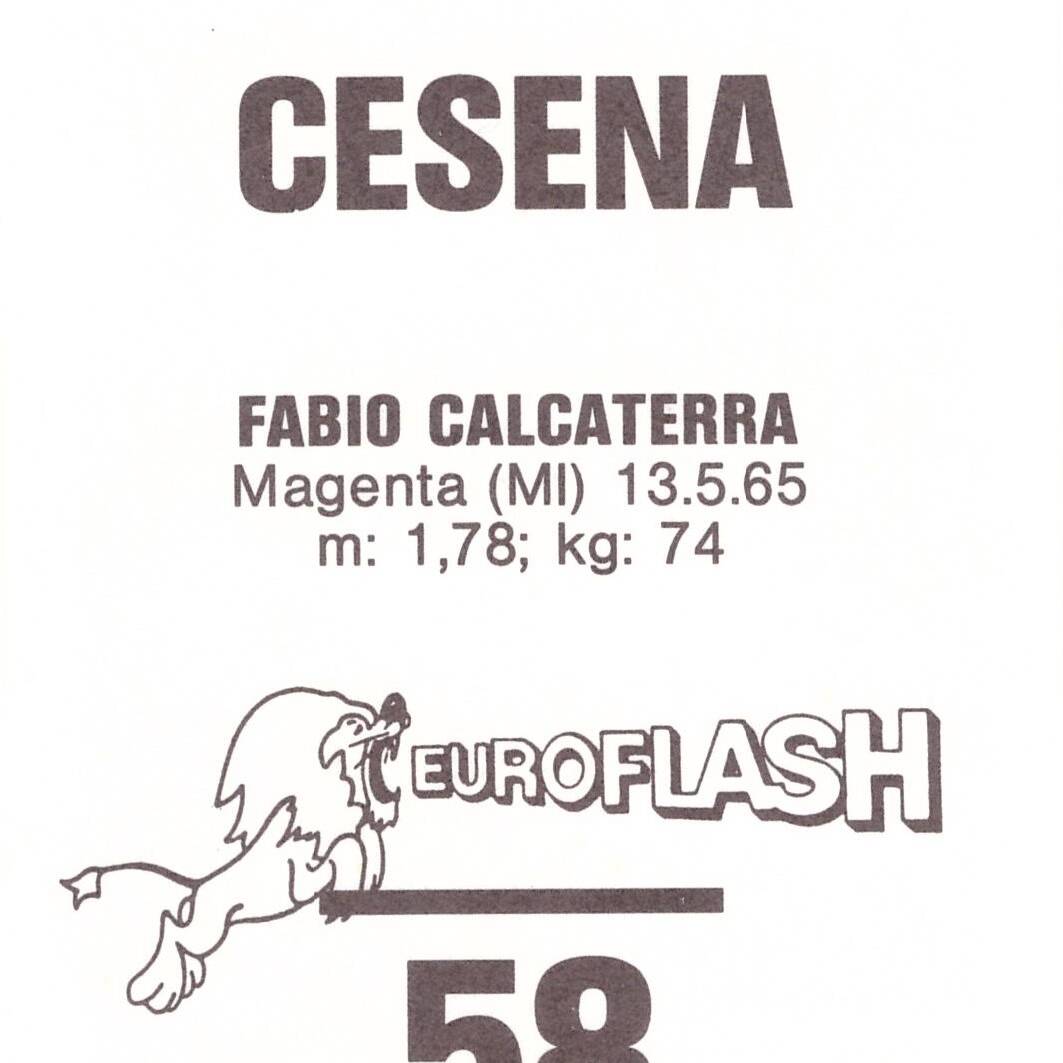 CESENA
FABIO CALCATERRA
Magenta (MI) 13.5.65
m: 1,78; kg: 74
EUROFLASH
58